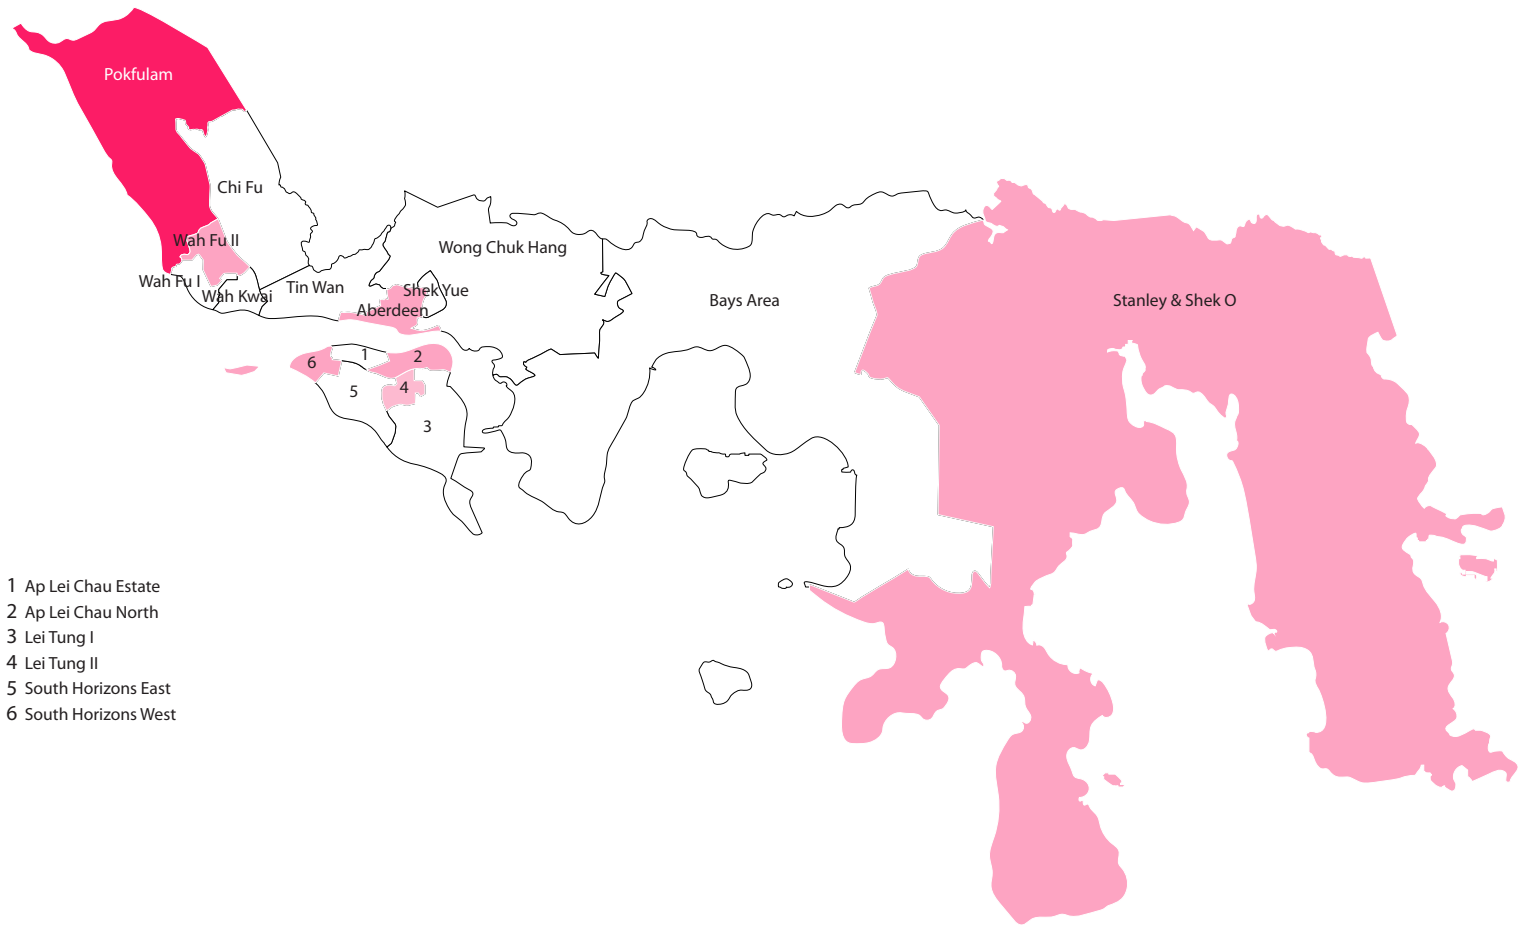 Pokfulam
Chi Fu
Wah Fu II
Wong Chuk Hang
Wah Fu I
Wah Kwai
Tin Wan
Shek Yue
Aberdeen
Bays Area
Stanley & Shek O
1
2
6
5
4
3
1 Ap Lei Chau Estate
2 Ap Lei Chau North
3 Lei Tung I
4 Lei Tung II
5 South Horizons East
6 South Horizons West